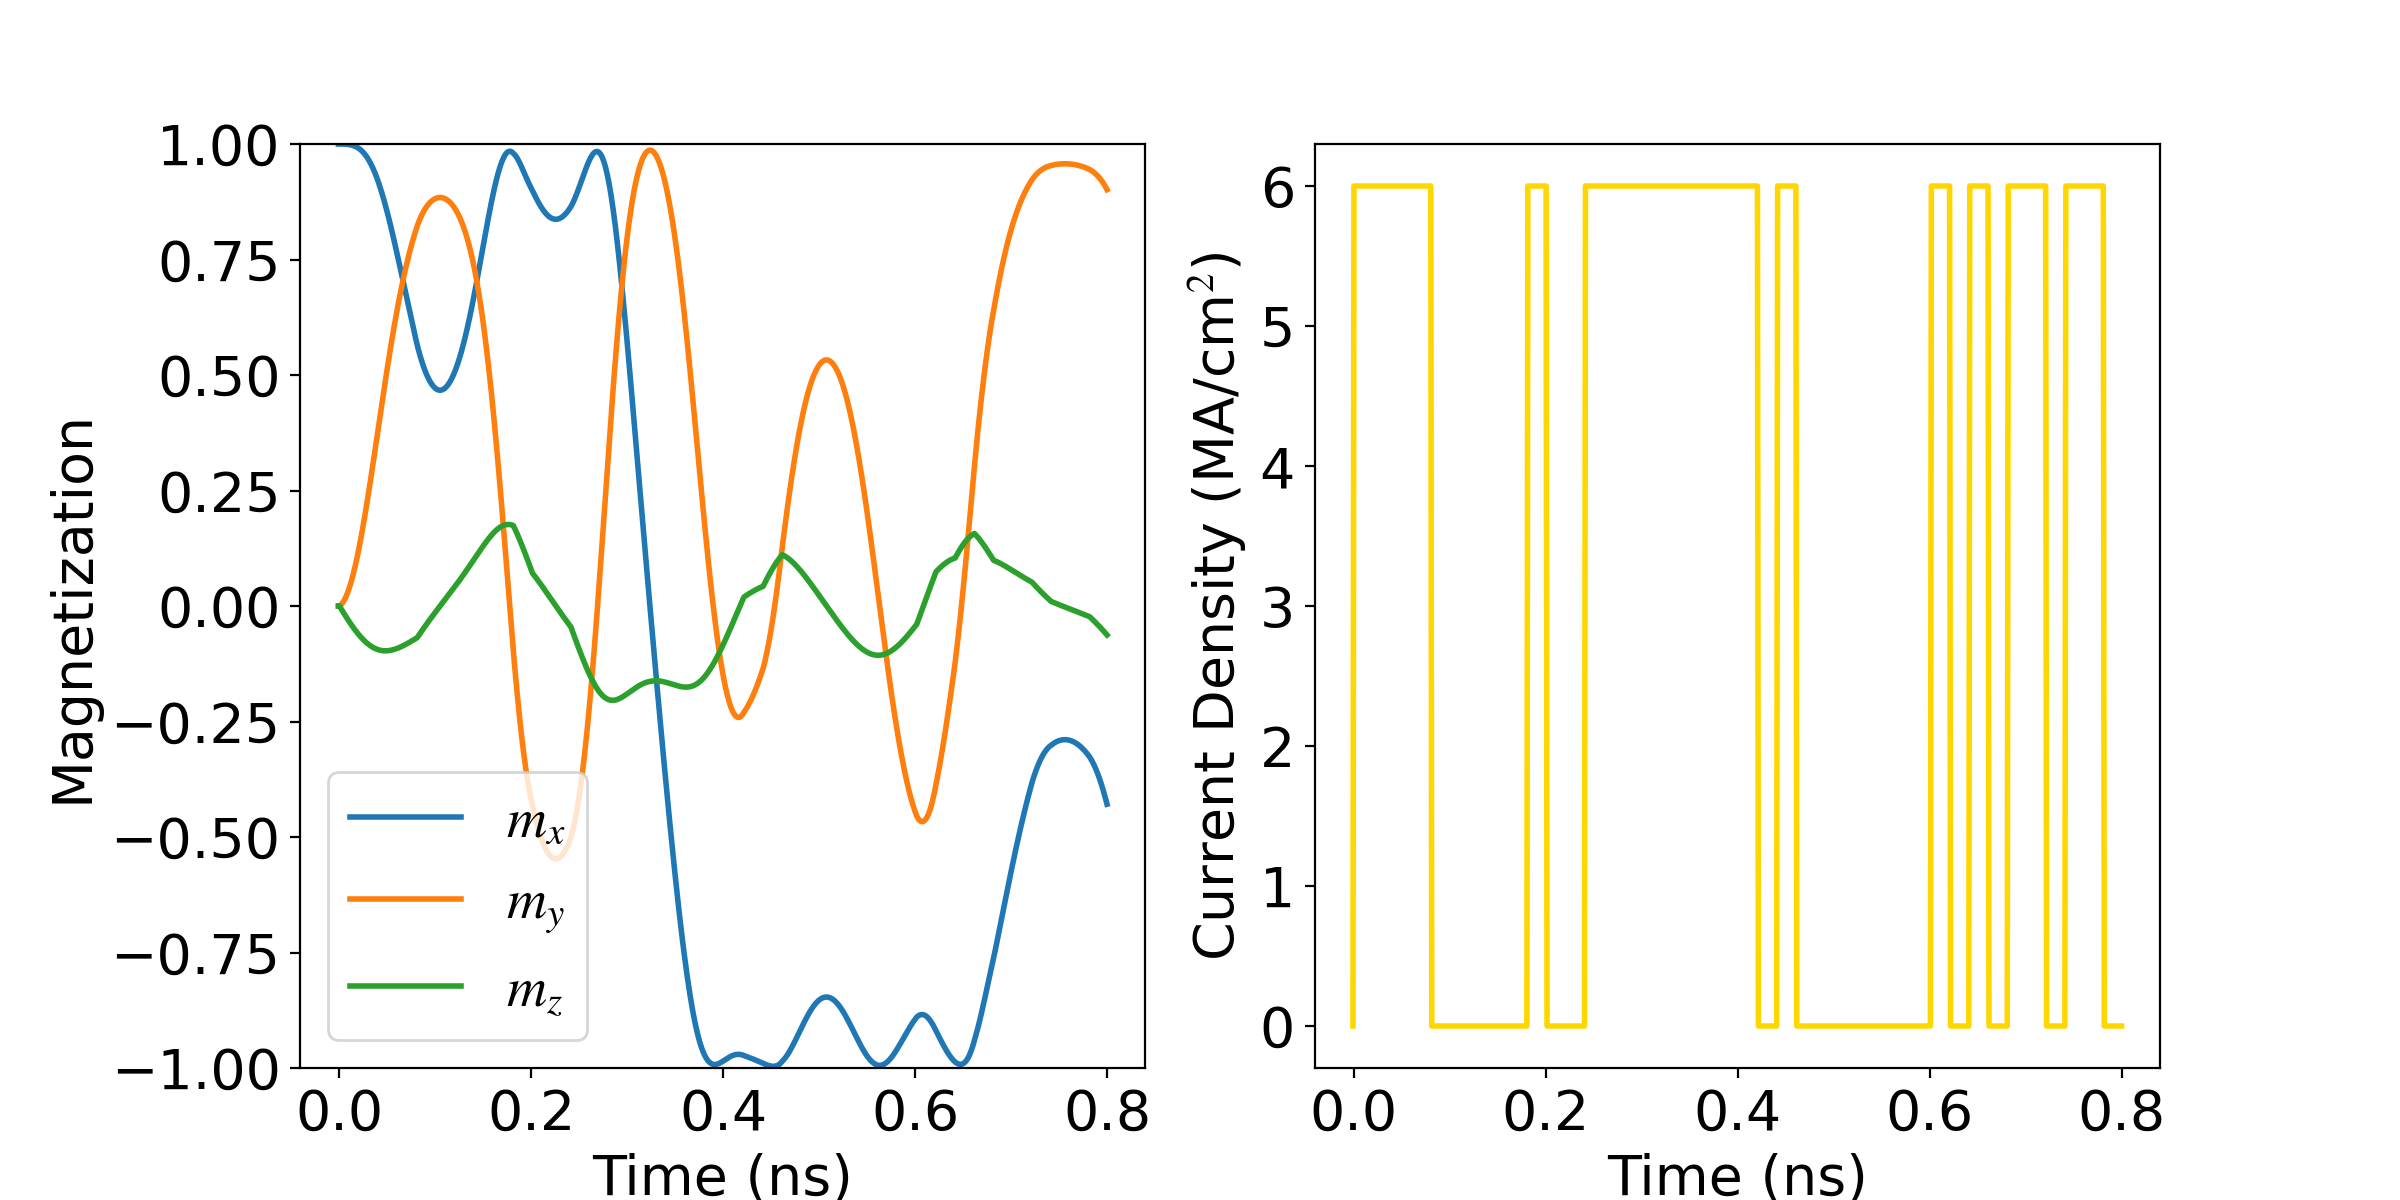 Magnetization
1.00
0.75
0.50
0.25
0.00
−0.25
−0.50
−0.75
−1.00
m_x
m_y
m_z
0.0 0.2 0.4 0.6 0.8
Time (ns)
Current Density (MA/cm²)
6
5
4
3
2
1
0
0.0 0.2 0.4 0.6 0.8
Time (ns)